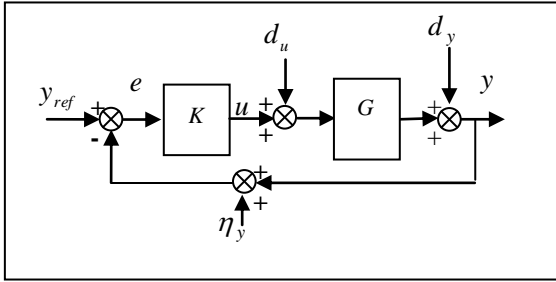 d_u
d_y
y_ref
e
K
u
G
y
+
-
+
+
+
+
+
+
η_y